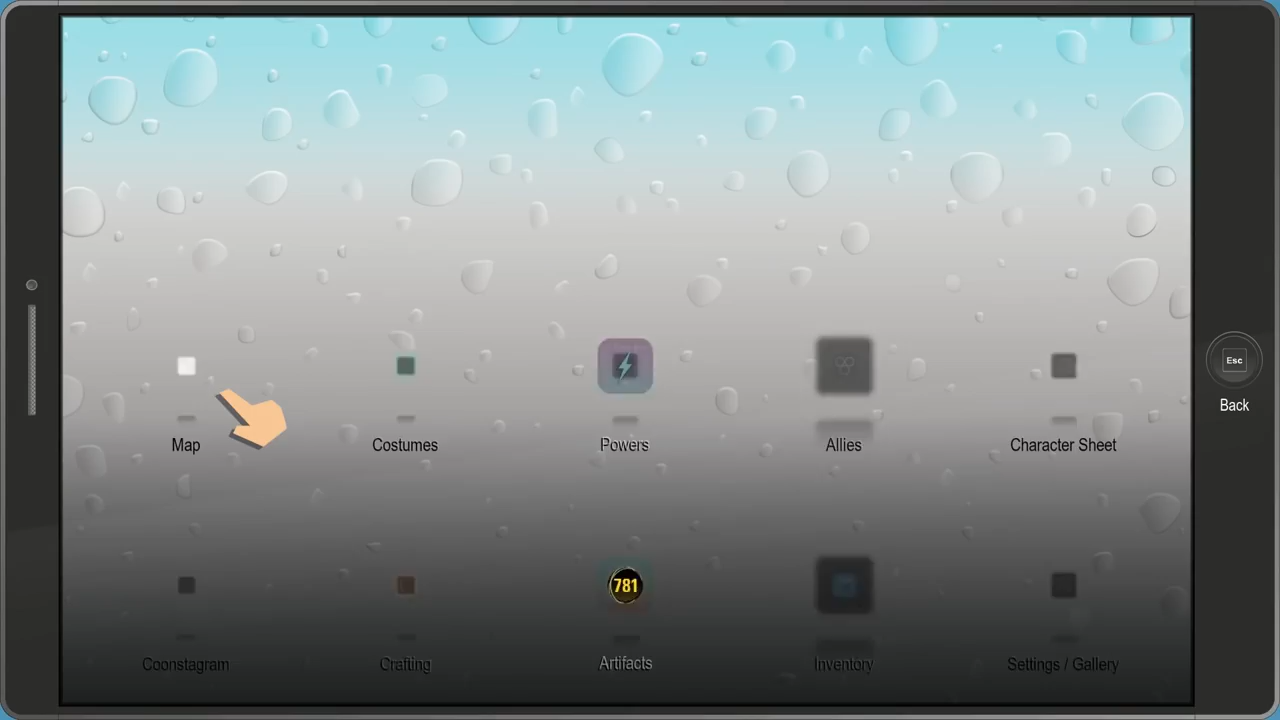 Esc
Back
Map
Costumes
Powers
Allies
Character Sheet
781
Coonstagram
Crafting
Artifacts
Inventory
Settings / Gallery